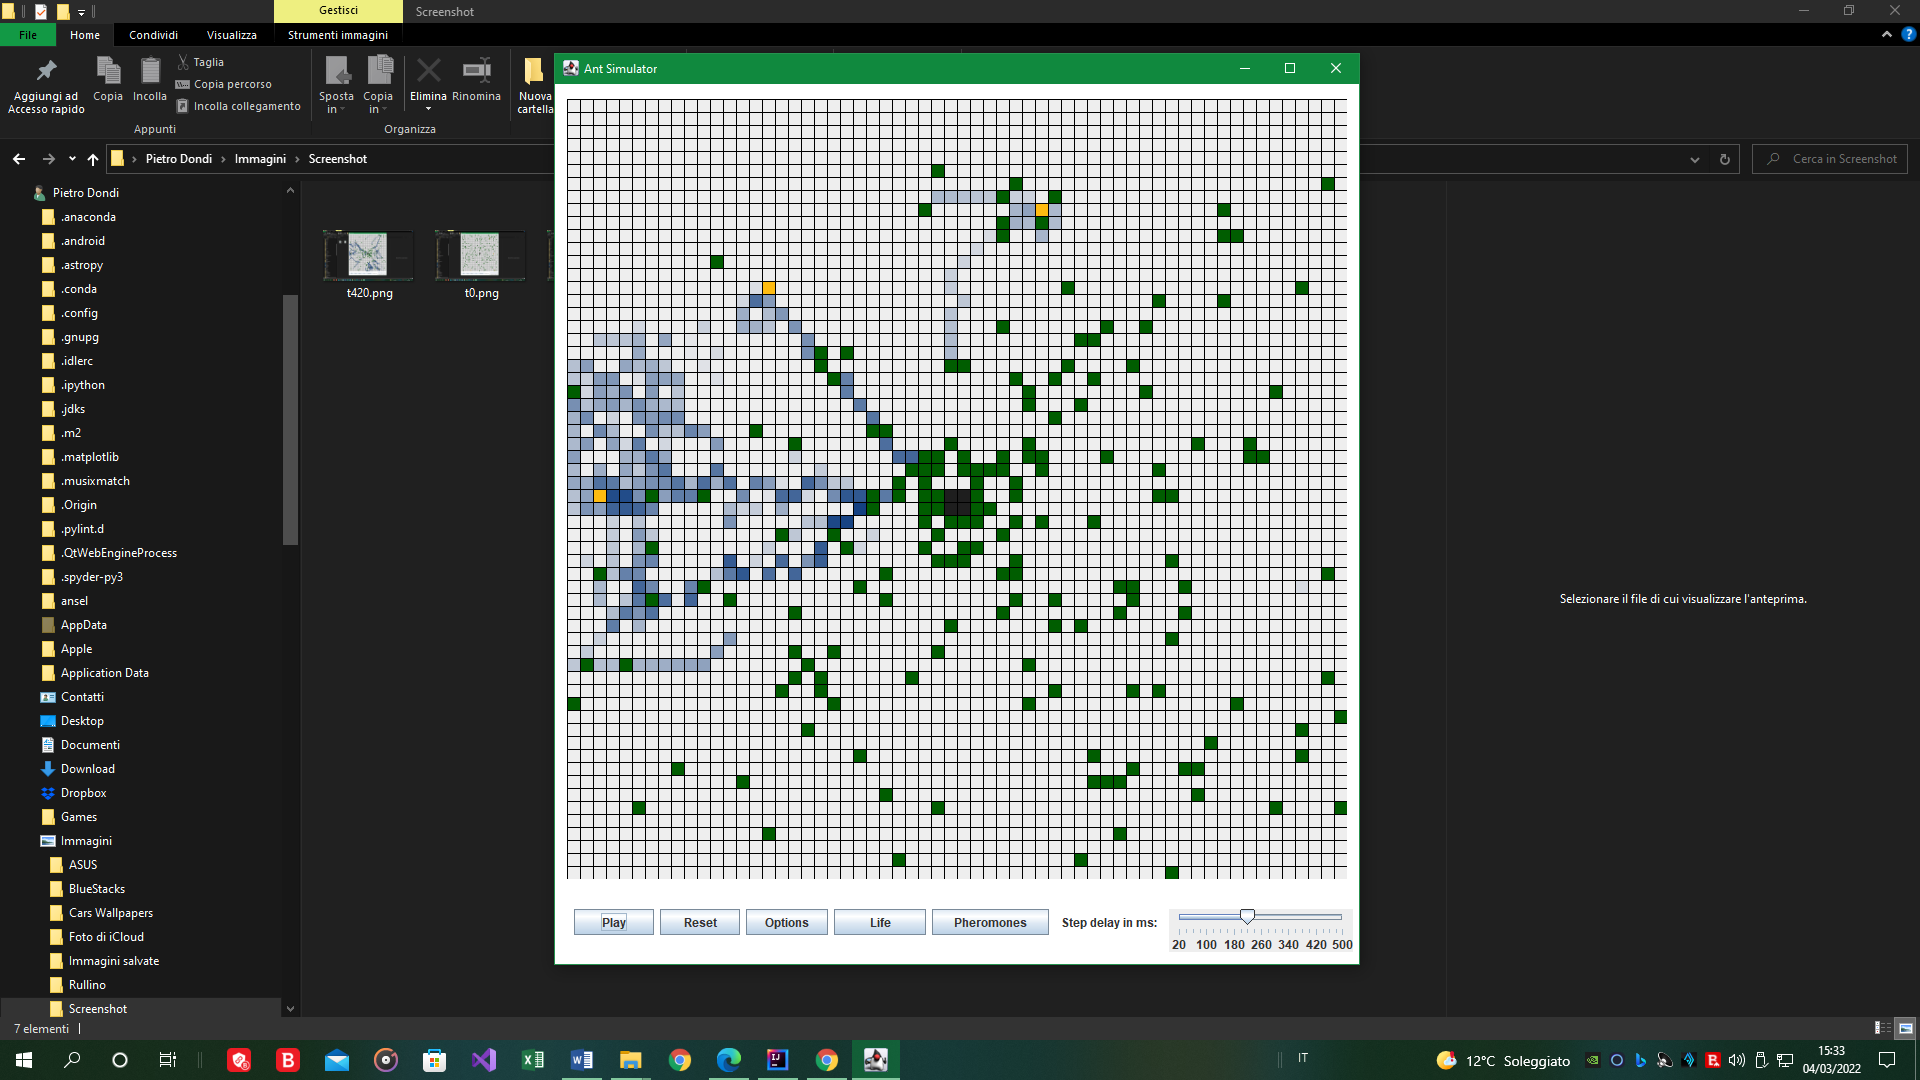 Gestisci
Screenshot
File
Home
Condividi
Visualizza
Strumenti immagini
Aggiungi ad
Accesso rapido
Copia
Incolla
Taglia
Copia percorso
Incolla collegamento
Appunti
Sposta
in
Copia
in
Elimina
Rinomina
Organizza
Nuova
cartella
Pietro Dondi
Immagini
Screenshot
Cerca in Screenshot
Pietro Dondi
.anaconda
.android
.astropy
.conda
.config
.gnupg
.idlerc
.ipython
.jdks
.m2
.matplotlib
.musixmatch
.Origin
.pylint.d
.QtWebEngineProcess
.spyder-py3
ansel
AppData
Apple
Application Data
Contatti
Desktop
Documenti
Download
Dropbox
Games
Immagini
ASUS
BlueStacks
Cars Wallpapers
Foto di iCloud
Immagini salvate
Rullino
Screenshot
7 elementi
t420.png
t0.png
Ant Simulator
Play
Reset
Options
Life
Pheromones
Step delay in ms:
20 100 180 260 340 420 500
Selezionare il file di cui visualizzare l'anteprima.
IT
12°C Soleggiato
15:33
04/03/2022